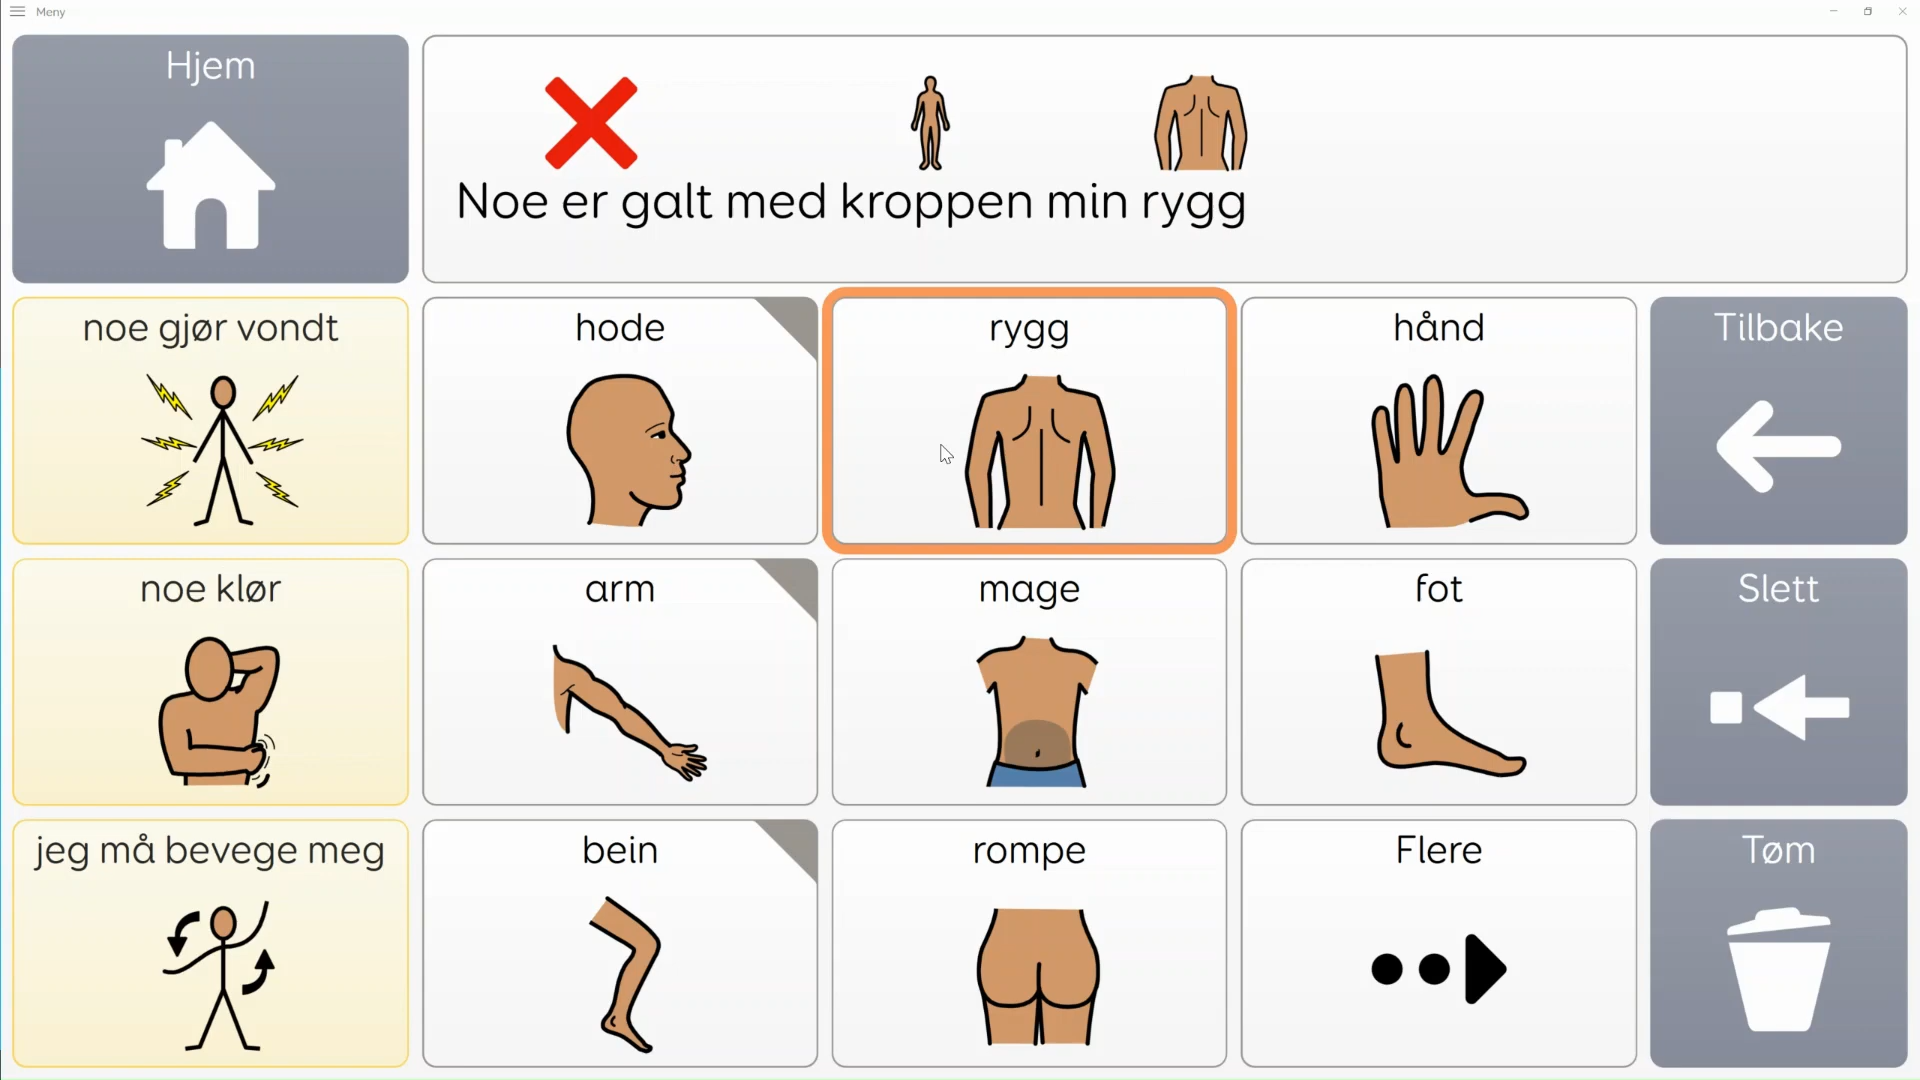 Meny
Hjem
Noe er galt med kroppen min rygg
noe gjør vondt
hode
rygg
hånd
Tilbake
noe klør
arm
mage
fot
Slett
jeg må bevege meg
bein
rompe
Flere
Tøm